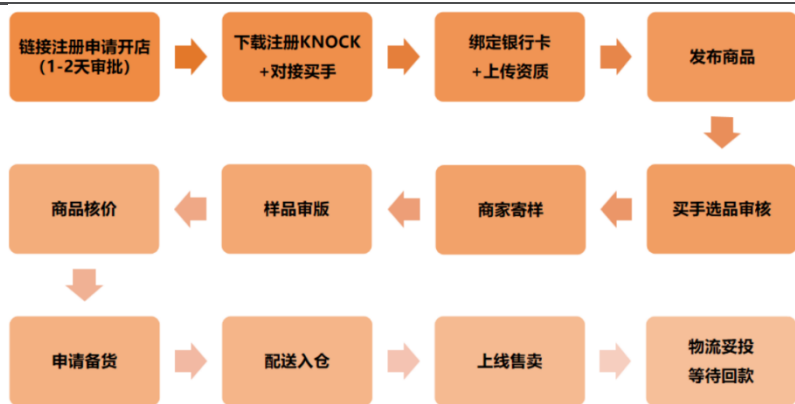 链接注册申请开店
(1-2天审批)
下载注册KNOCK
+对接买手
绑定银行卡
+上传资质
发布商品
买手选品审核
商家寄样
样品审版
商品核价
申请备货
配送入仓
上线售卖
物流妥投
等待回款